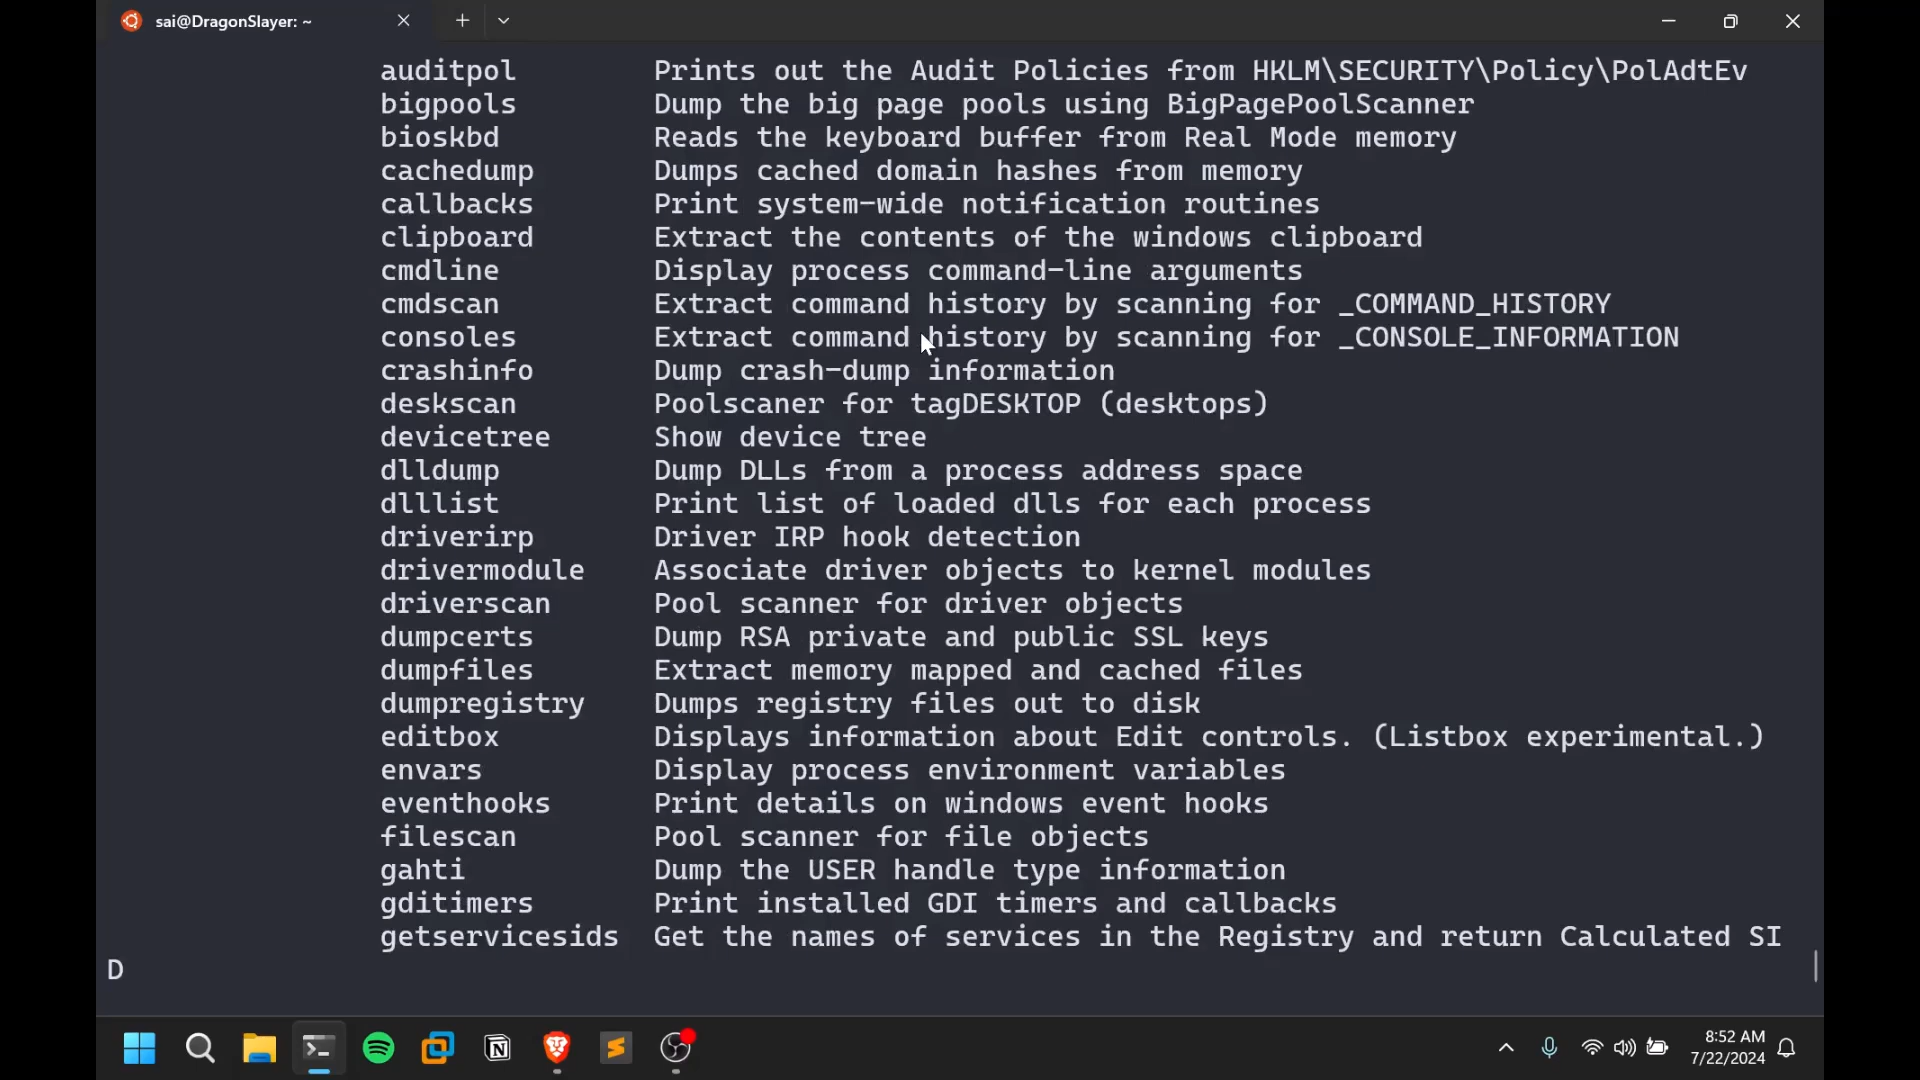 sai@DragonSlayer: ~
auditpol Prints out the Audit Policies from HKLM\SECURITY\Policy\PolAdtEv
bigpools Dump the big page pools using BigPagePoolScanner
bioskbd Reads the keyboard buffer from Real Mode memory
cachedump Dumps cached domain hashes from memory
callbacks Print system-wide notification routines
clipboard Extract the contents of the windows clipboard
cmdline Display process command-line arguments
cmdscan Extract command history by scanning for _COMMAND_HISTORY
consoles Extract command history by scanning for _CONSOLE_INFORMATION
crashinfo Dump crash-dump information
deskscan Poolscaner for tagDESKTOP (desktops)
devicetree Show device tree
dlldump Dump DLLs from a process address space
dlllist Print list of loaded dlls for each process
driverirp Driver IRP hook detection
drivermodule Associate driver objects to kernel modules
driverscan Pool scanner for driver objects
dumpcerts Dump RSA private and public SSL keys
dumpfiles Extract memory mapped and cached files
dumpregistry Dumps registry files out to disk
editbox Displays information about Edit controls. (Listbox experimental.)
envars Display process environment variables
eventhooks Print details on windows event hooks
filescan Pool scanner for file objects
gahti Dump the USER handle type information
gditimers Print installed GDI timers and callbacks
getservicesids Get the names of services in the Registry and return Calculated SI
D
8:52 AM
7/22/2024